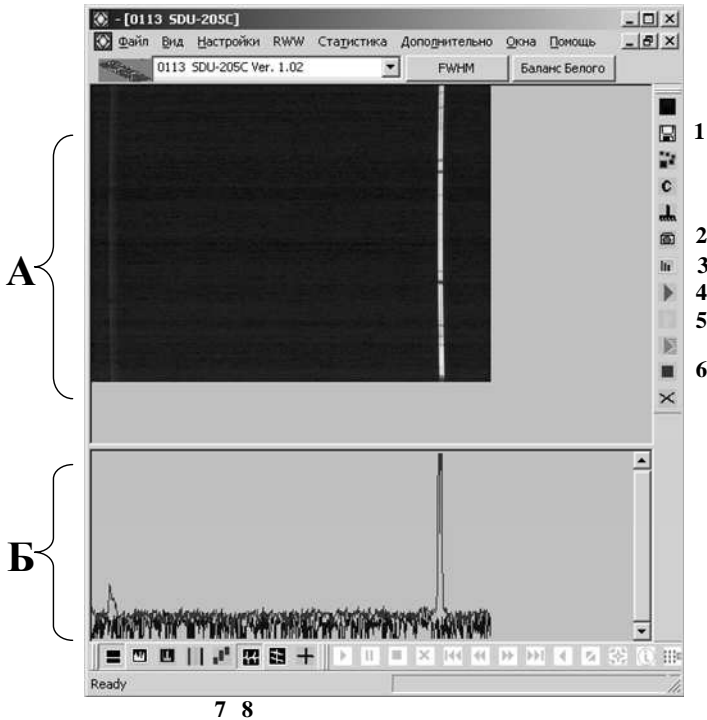 - [0113 SDU-205C]
Файл Вид Настройки RWW Статистика Дополнительно Окна Помощь
0113 SDU-205C Ver. 1.02 FWHM Баланс Белого
1
C
2
3
4
5
6
А
Б
Ready
7 8